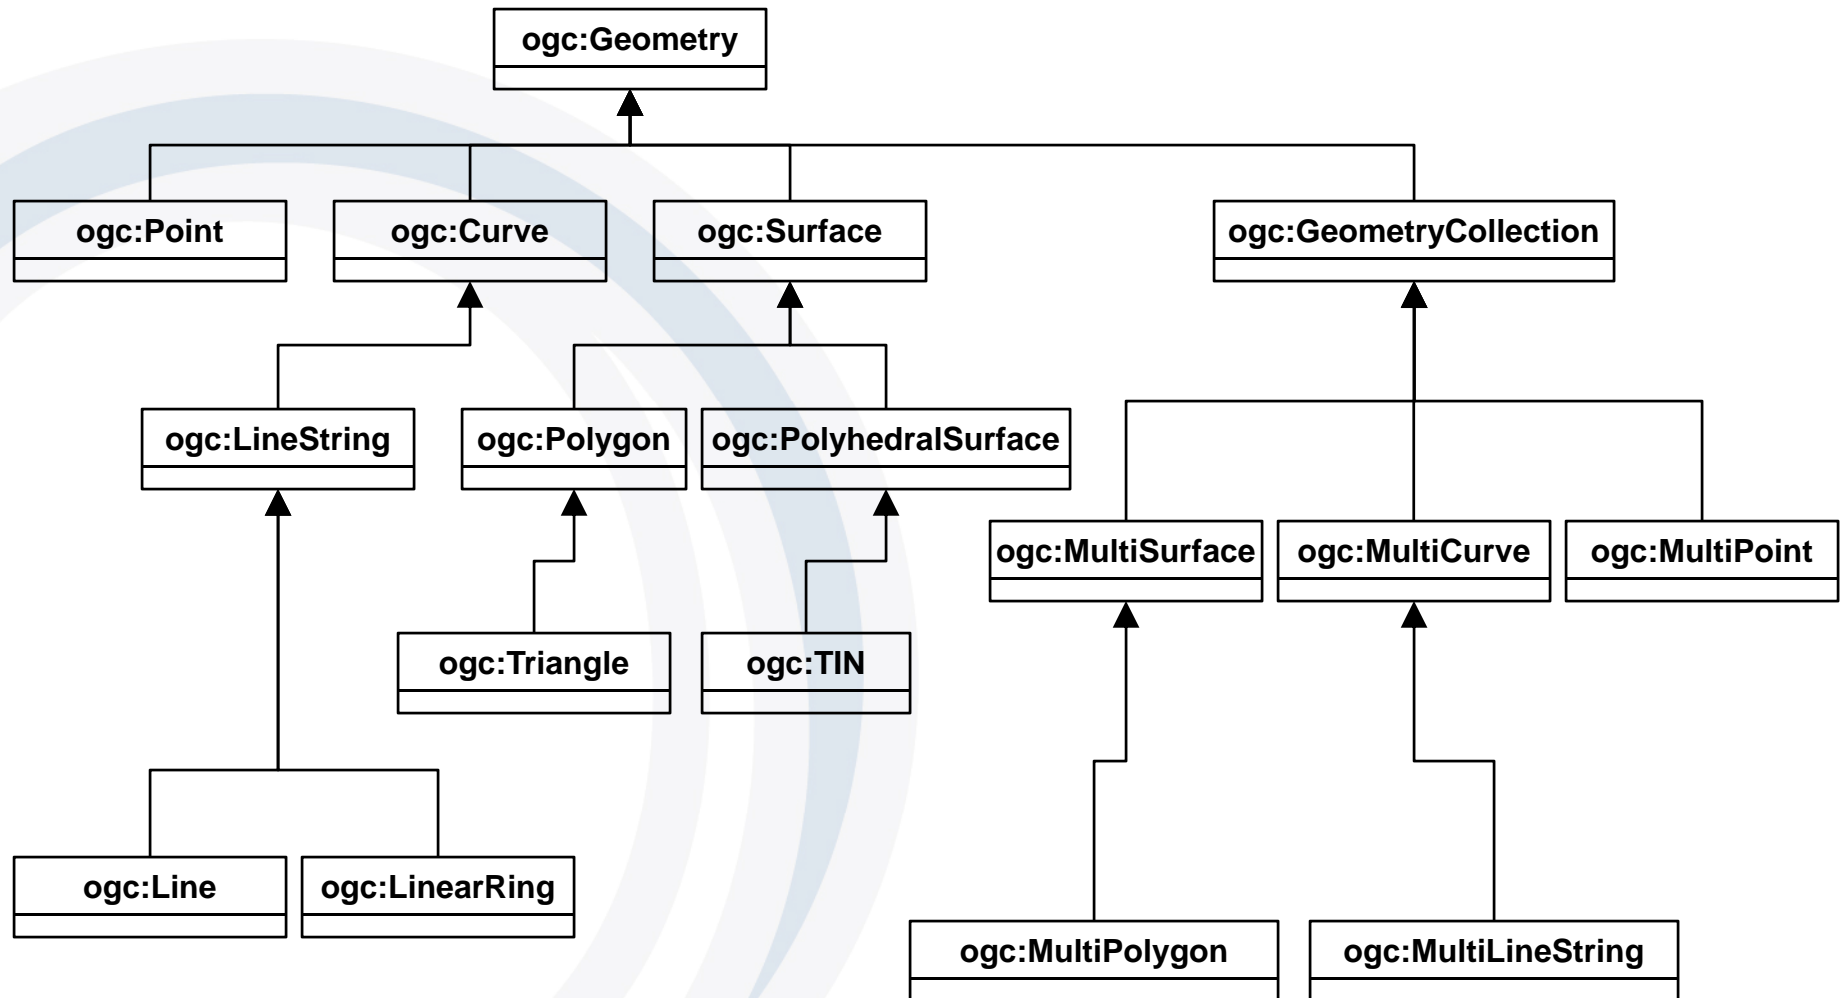 ogc:Geometry
ogc:Point
ogc:Curve
ogc:Surface
ogc:GeometryCollection
ogc:LineString
ogc:Polygon
ogc:PolyhedralSurface
ogc:MultiSurface
ogc:MultiCurve
ogc:MultiPoint
ogc:Triangle
ogc:TIN
ogc:Line
ogc:LinearRing
ogc:MultiPolygon
ogc:MultiLineString